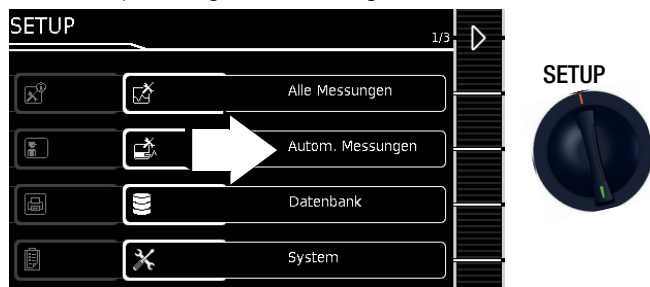 SETUP
1/3
SETUP
Alle Messungen
Autom. Messungen
Datenbank
System